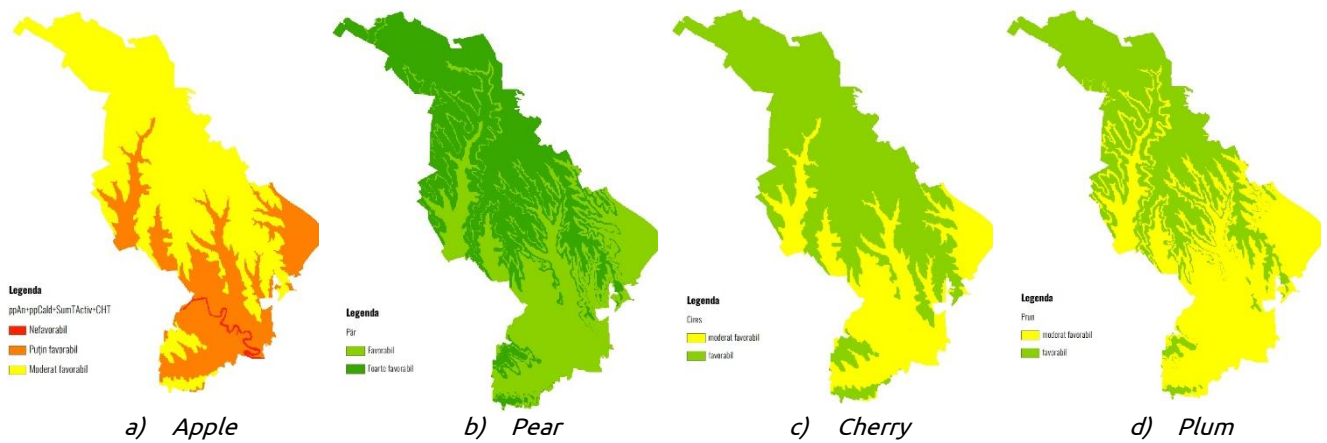 Legenda
ppAn+ppCald+SumTActiv+CHT
Nefavorabil
Puțin favorabil
Moderat favorabil
a) Apple
Legenda
Păr
Favorabil
Foarte favorabil
b) Pear
Legenda
Cires
moderat favorabil
favorabil
c) Cherry
Legenda
Prun
moderat favorabil
favorabil
d) Plum